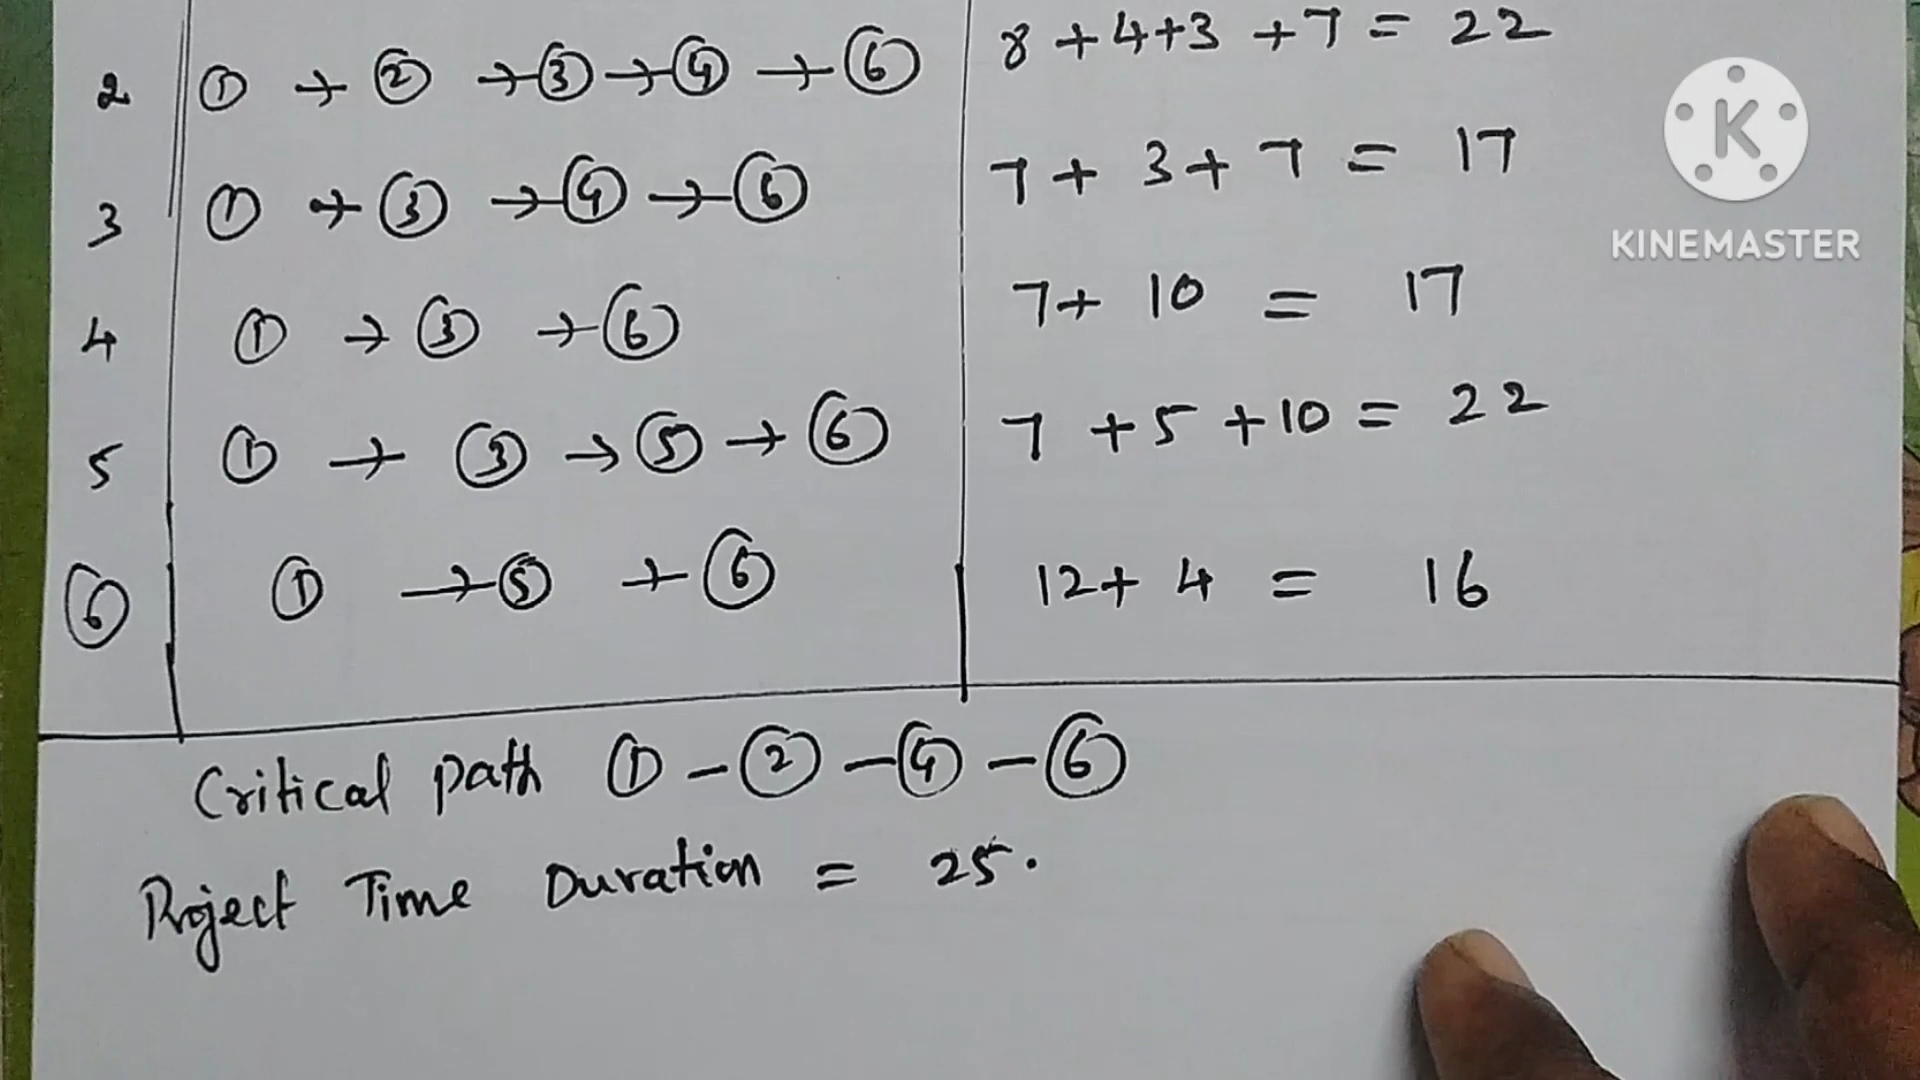 2 ① → ② → ③ → ④ → ⑥ 8 + 4 + 3 + 7 = 22
3 ① → ③ → ④ → ⑥ 7 + 3 + 7 = 17
4 ① → ③ → ⑥ 7 + 10 = 17
5 ① → ③ → ⑤ → ⑥ 7 + 5 + 10 = 22
⑥ ① → ⑤ → ⑥ 12 + 4 = 16
Critical path ① - ② - ④ - ⑥
Project Time Duration = 25.
K
KINEMASTER